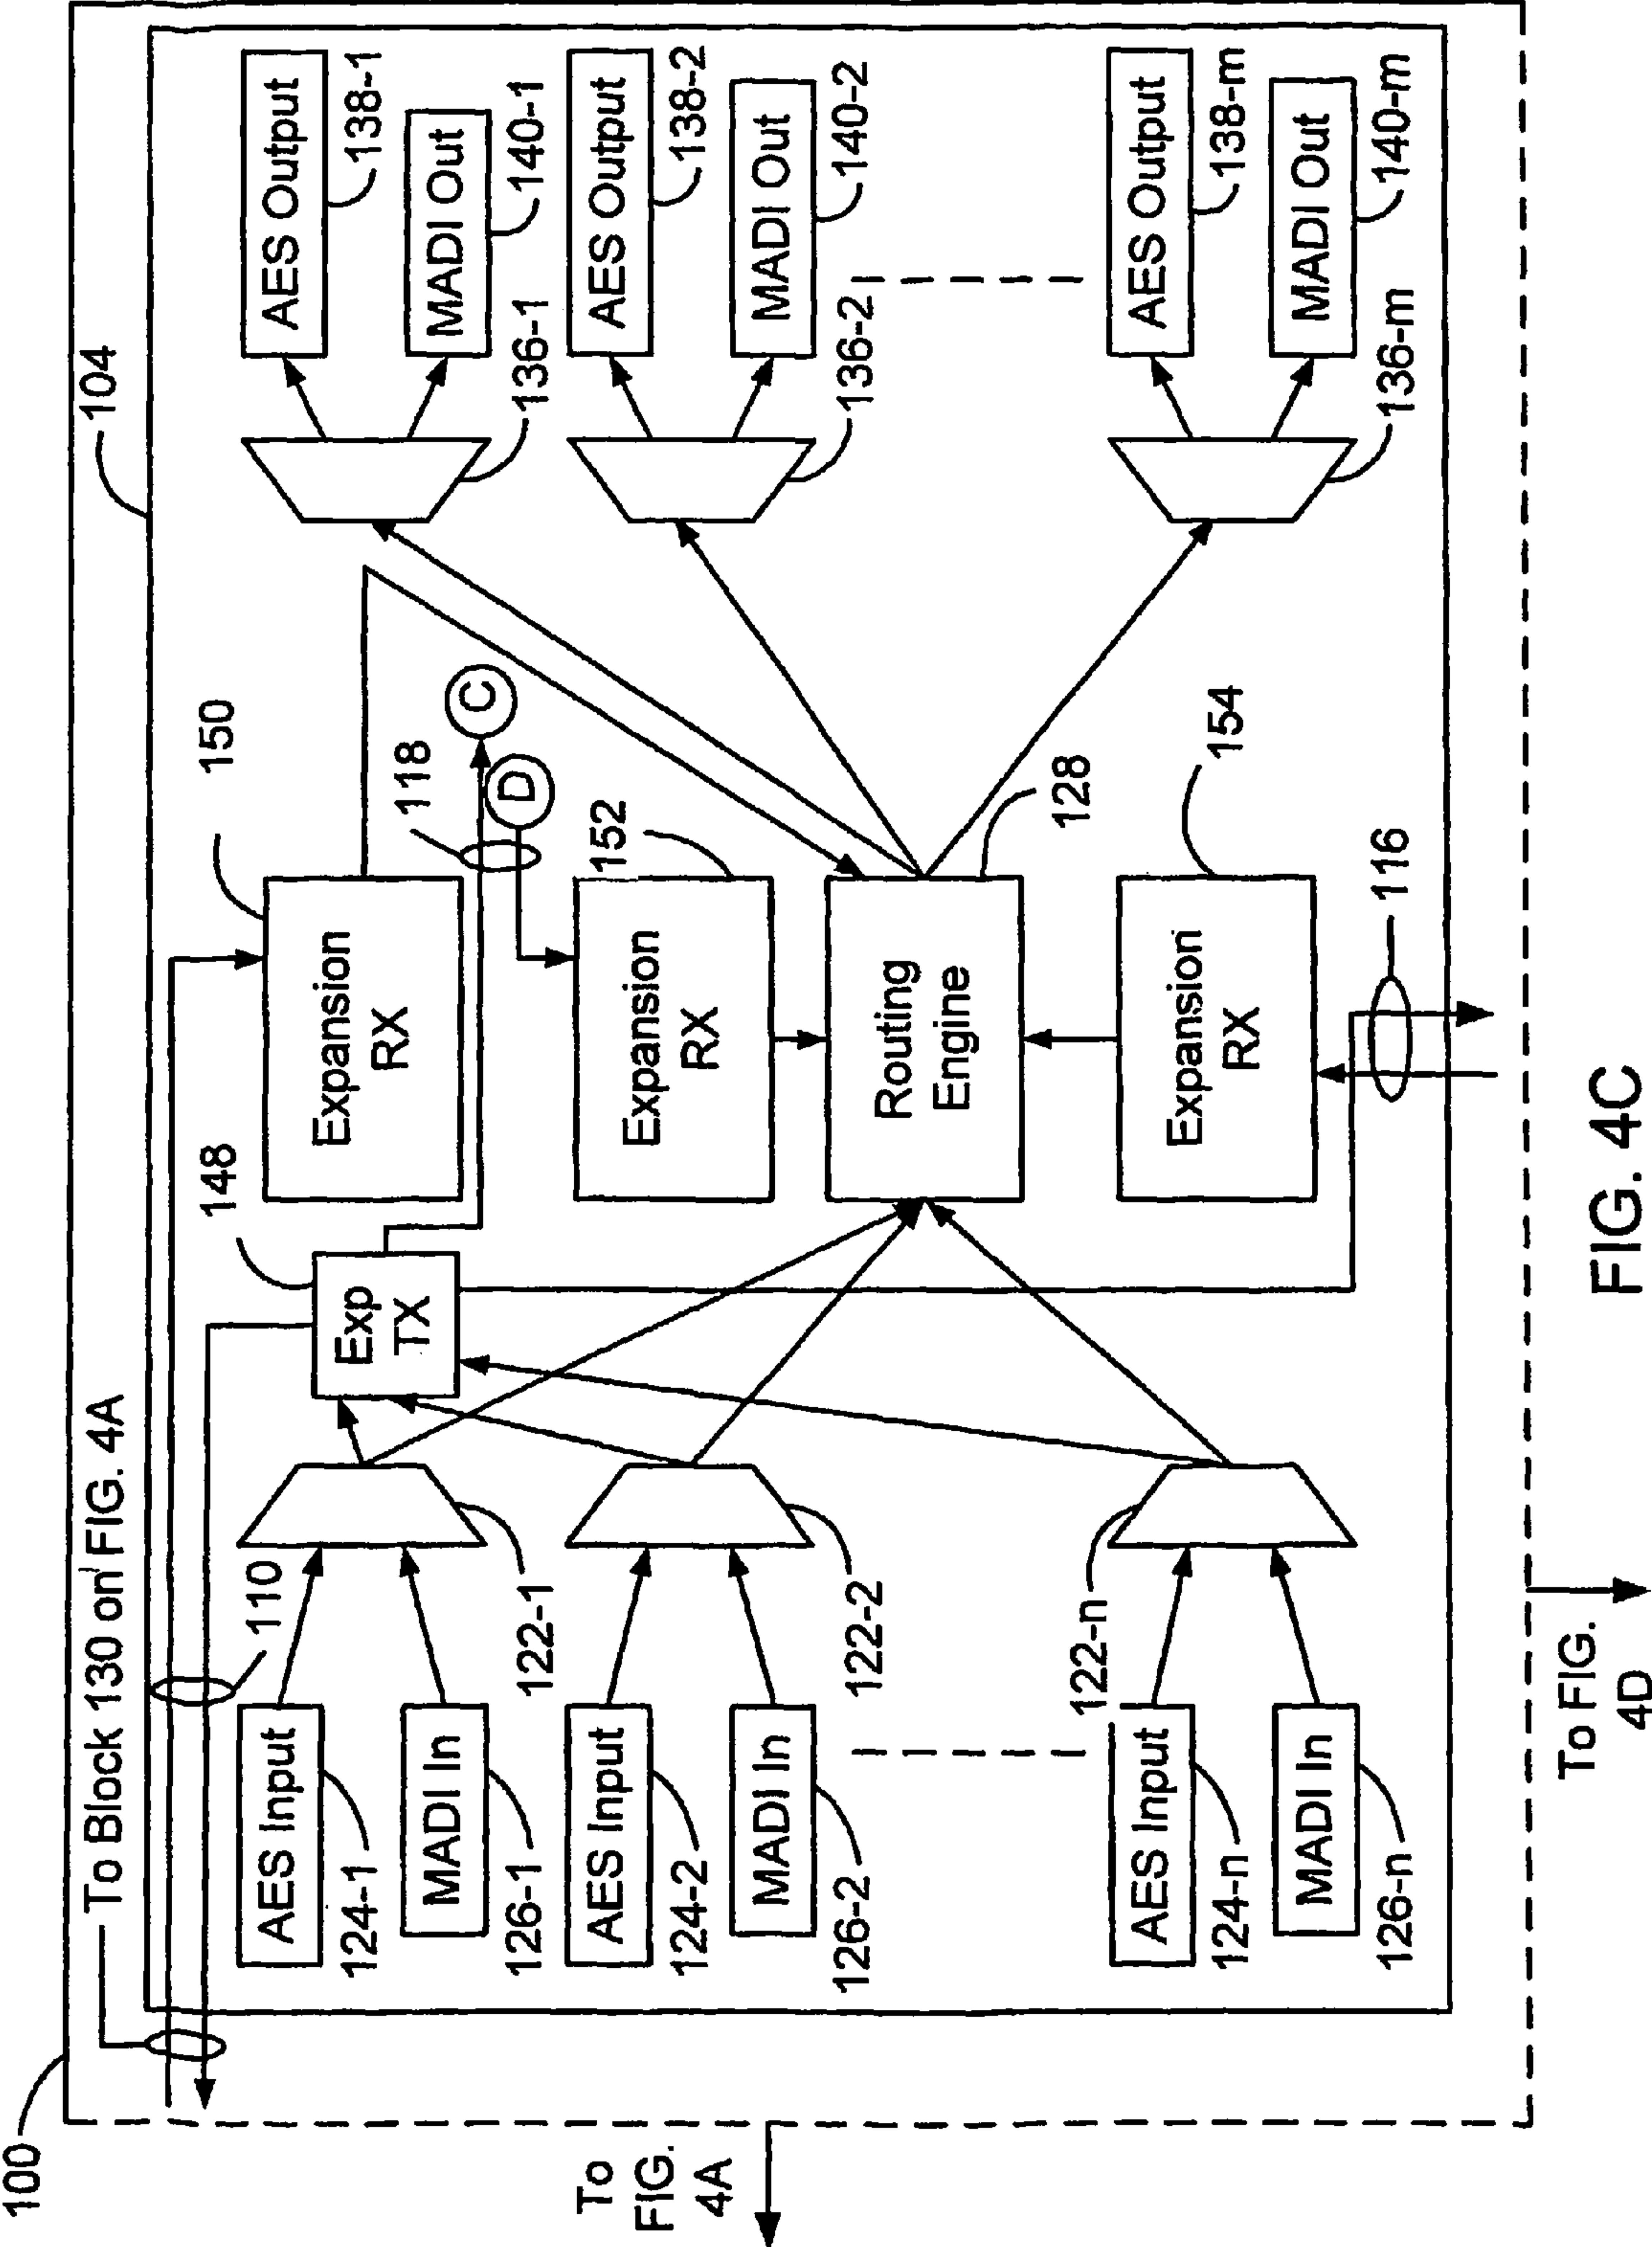 100
104
To Block 130 on FIG. 4A
110
148
150
118
C
D
152
128
154
116
AES Input
124-1
MADI In
126-1
122-1
AES Input
124-2
MADI In
126-2
122-2
AES Input
124-n
MADI In
126-n
122-n
Exp
TX
Expansion
RX
Expansion
RX
Routing
Engine
Expansion
RX
AES Output
138-1
MADI Out
140-1
136-1
AES Output
138-2
MADI Out
140-2
136-2
AES Output
138-m
MADI Out
140-m
136-m
To
FIG.
4A
To FIG.
4D
FIG. 4C